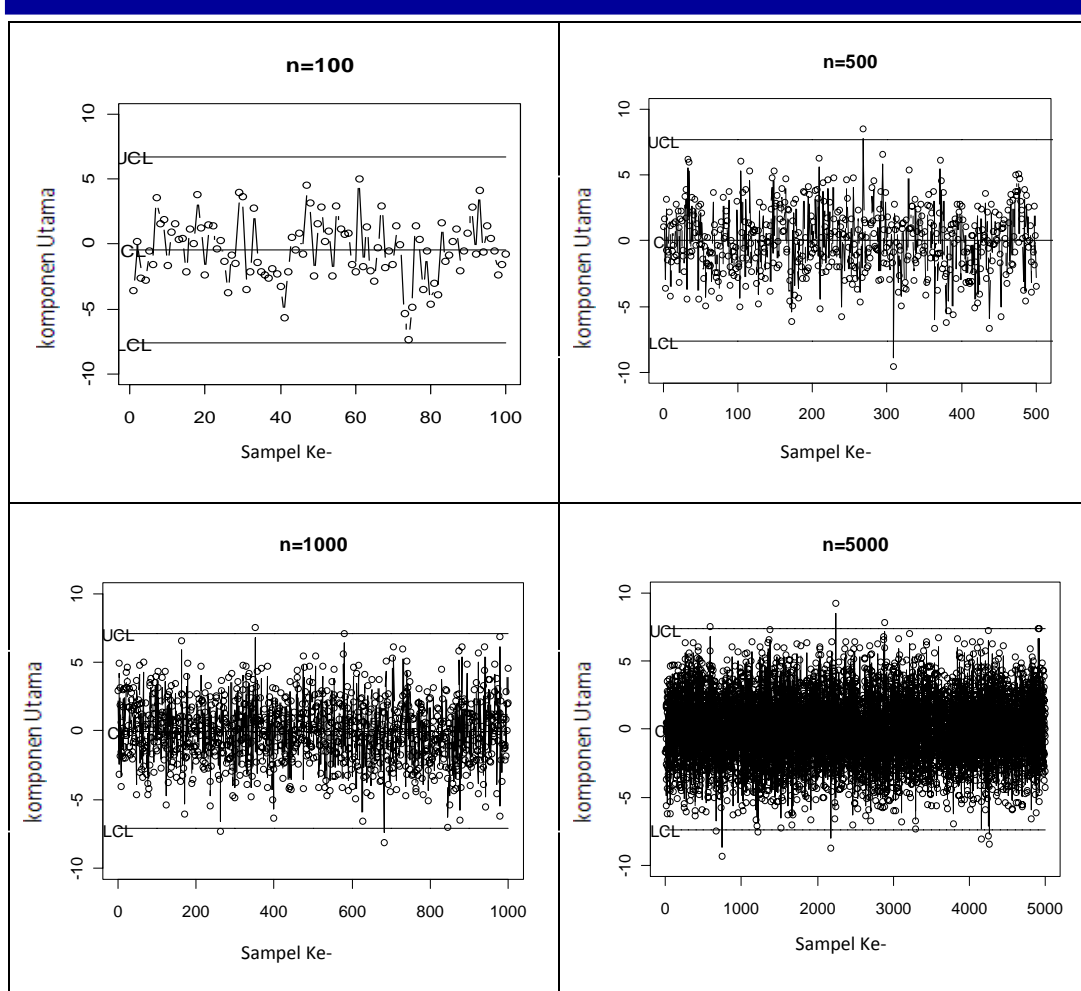 n=100
10
5
0
-5
-10
UCL
CL
LCL
komponen Utama
0 20 40 60 80 100
Sampel Ke-
n=500
10
5
0
-5
-10
UCL
C
LCL
komponen Utama
0 100 200 300 400 500
Sampel Ke-
n=1000
10
5
0
-5
-10
UCL
C
LCL
komponen Utama
0 200 400 600 800 1000
Sampel Ke-
n=5000
10
5
0
-5
-10
UCL
C
LCL
komponen Utama
0 1000 2000 3000 4000 5000
Sampel Ke-